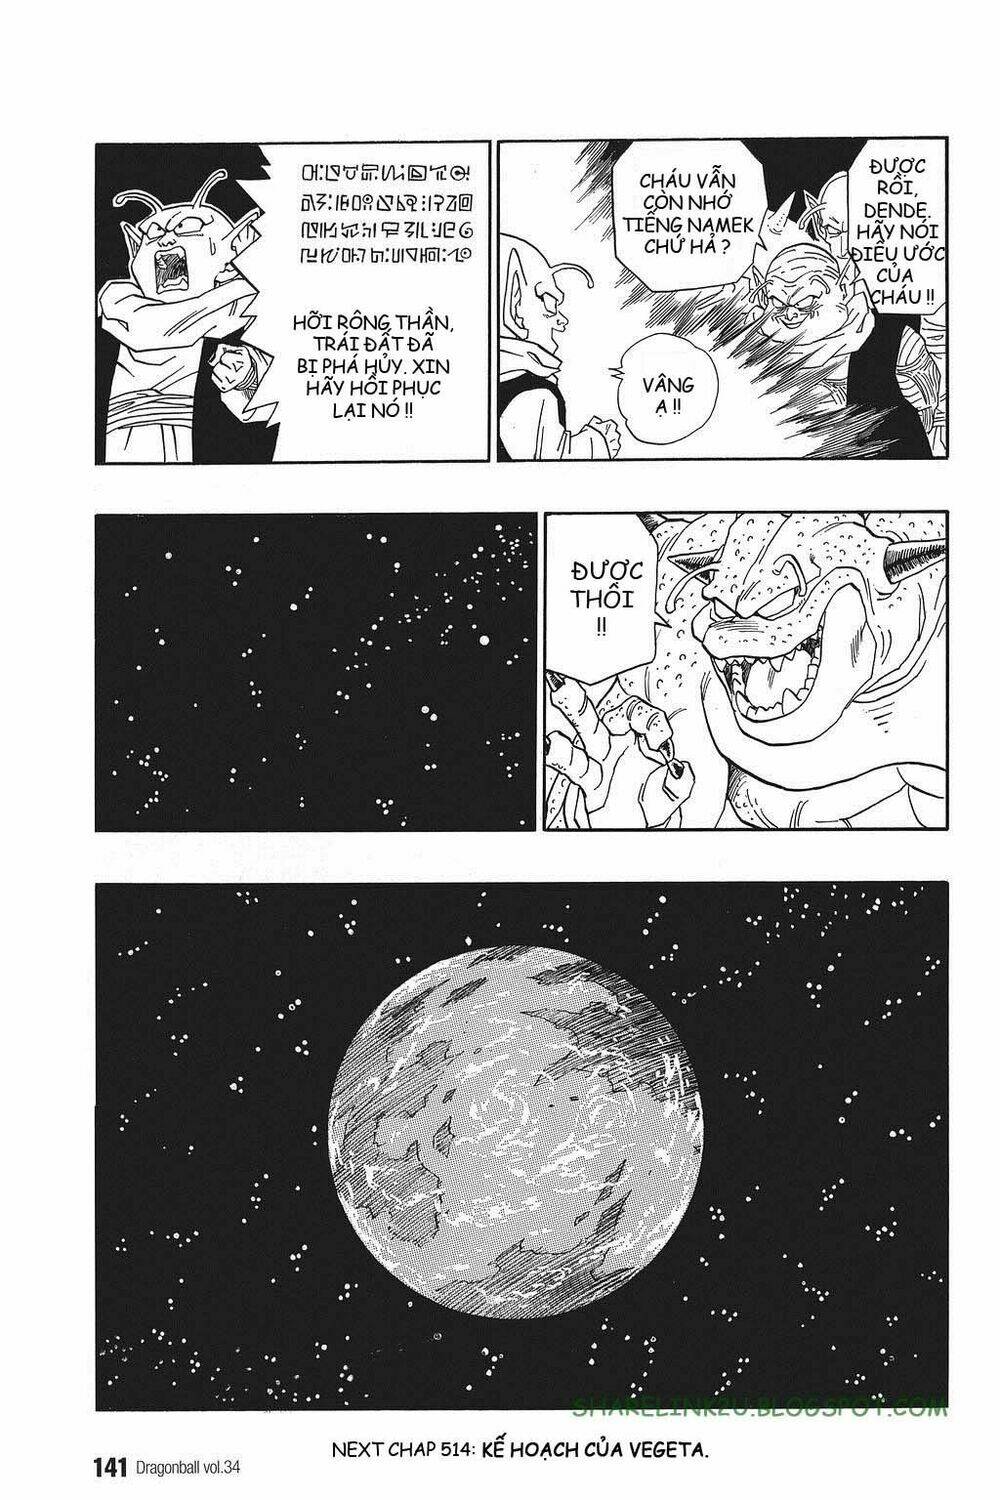 ĐƯỢC
RỒI,
DENDE.
HÃY NÓI
ĐIỀU ƯỚC
CỦA
CHÁU !!
CHÁU VẪN
CÒN NHỚ
TIẾNG NAMEK
CHỨ HẢ ?
VÂNG
Ạ !!
HỠI RỒNG THẦN,
TRÁI ĐẤT ĐÃ
BỊ PHÁ HỦY. XIN
HÃY HỒI PHỤC
LẠI NÓ !!
ĐƯỢC
THÔI
!!
SHARELINK2U.BLOGSPOT.COM
NEXT CHAP 514: KẾ HOẠCH CỦA VEGETA.
141 Dragonball vol.34